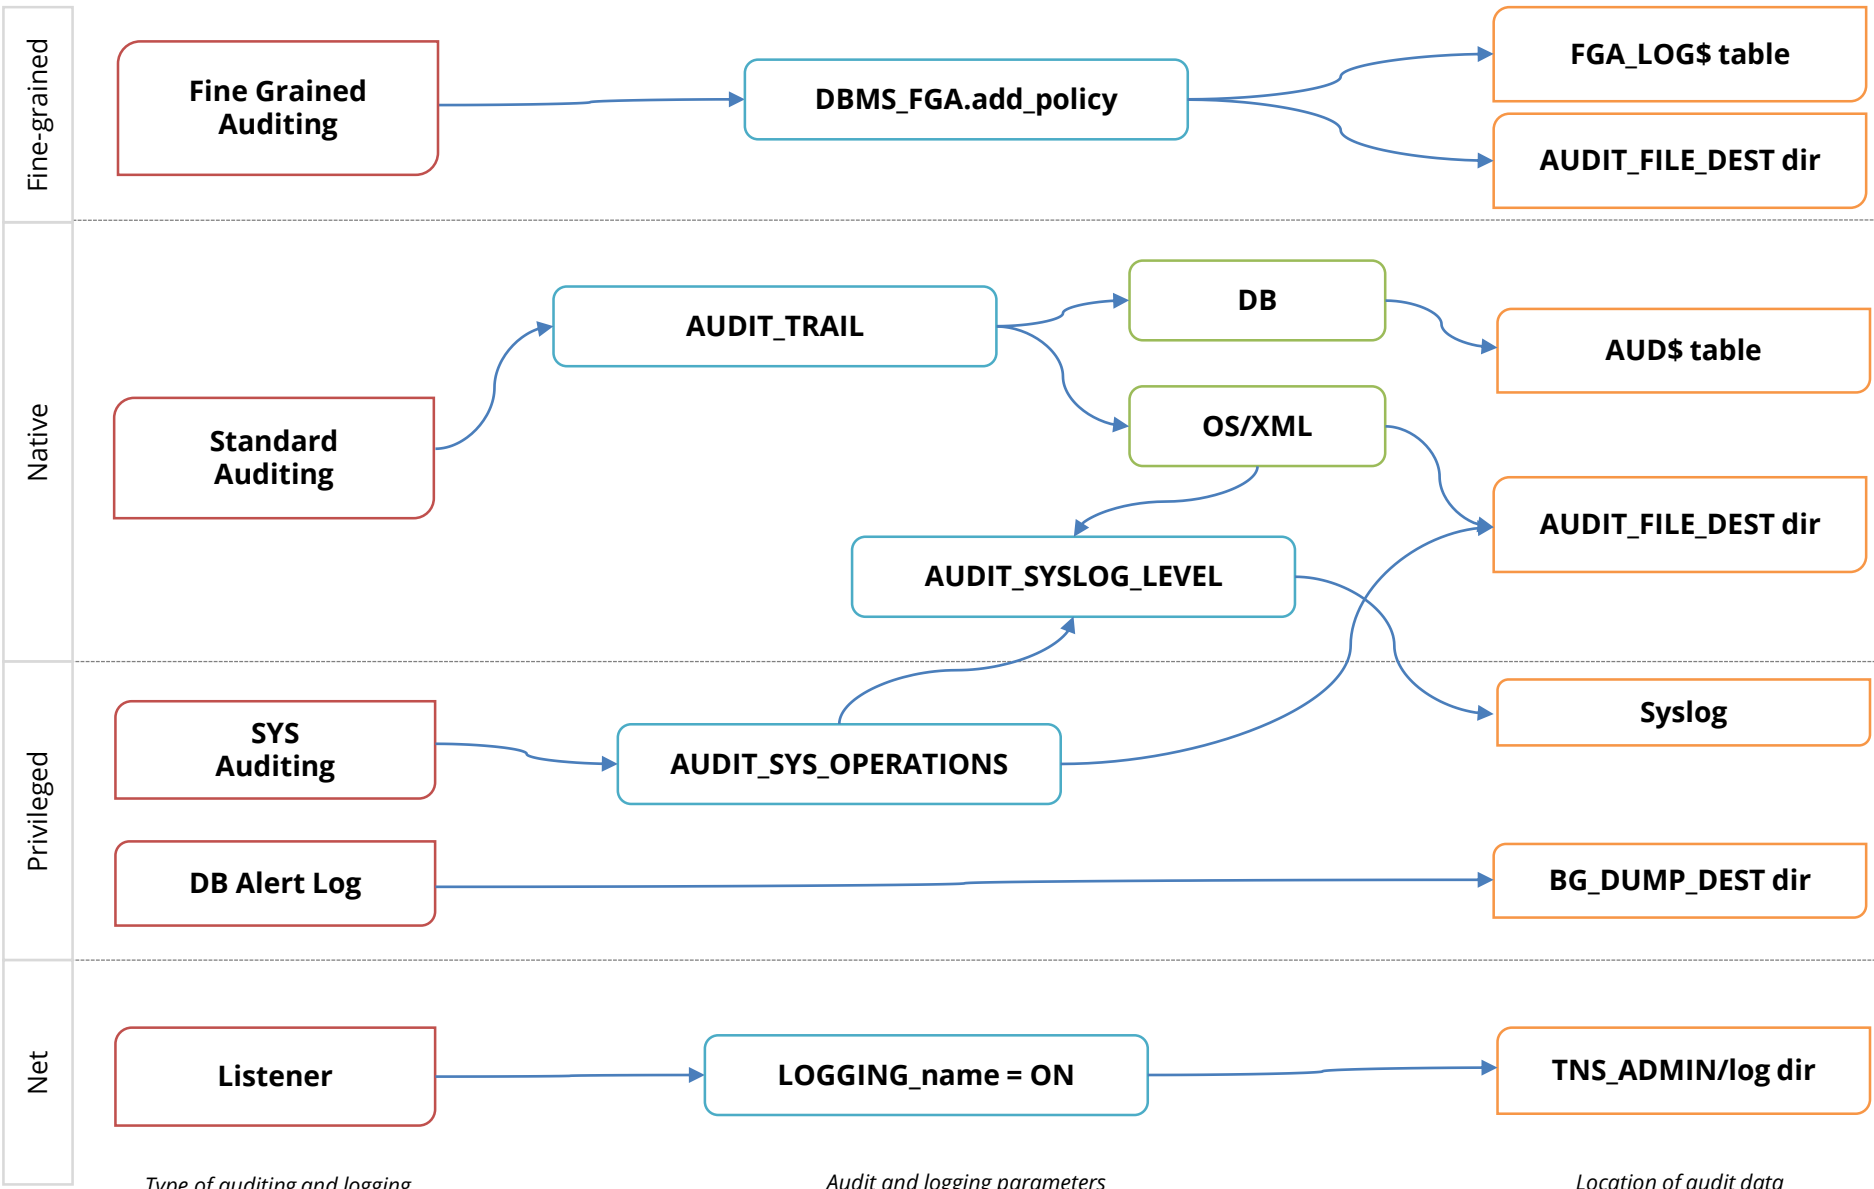 Fine-grained
Fine Grained
Auditing
DBMS_FGA.add_policy
FGA_LOG$ table
AUDIT_FILE_DEST dir
Native
Standard
Auditing
AUDIT_TRAIL
DB
OS/XML
AUDIT_SYSLOG_LEVEL
AUD$ table
AUDIT_FILE_DEST dir
Privileged
SYS
Auditing
AUDIT_SYS_OPERATIONS
Syslog
DB Alert Log
BG_DUMP_DEST dir
Net
Listener
LOGGING_name = ON
TNS_ADMIN/log dir
Type of auditing and logging
Audit and logging parameters
Location of audit data